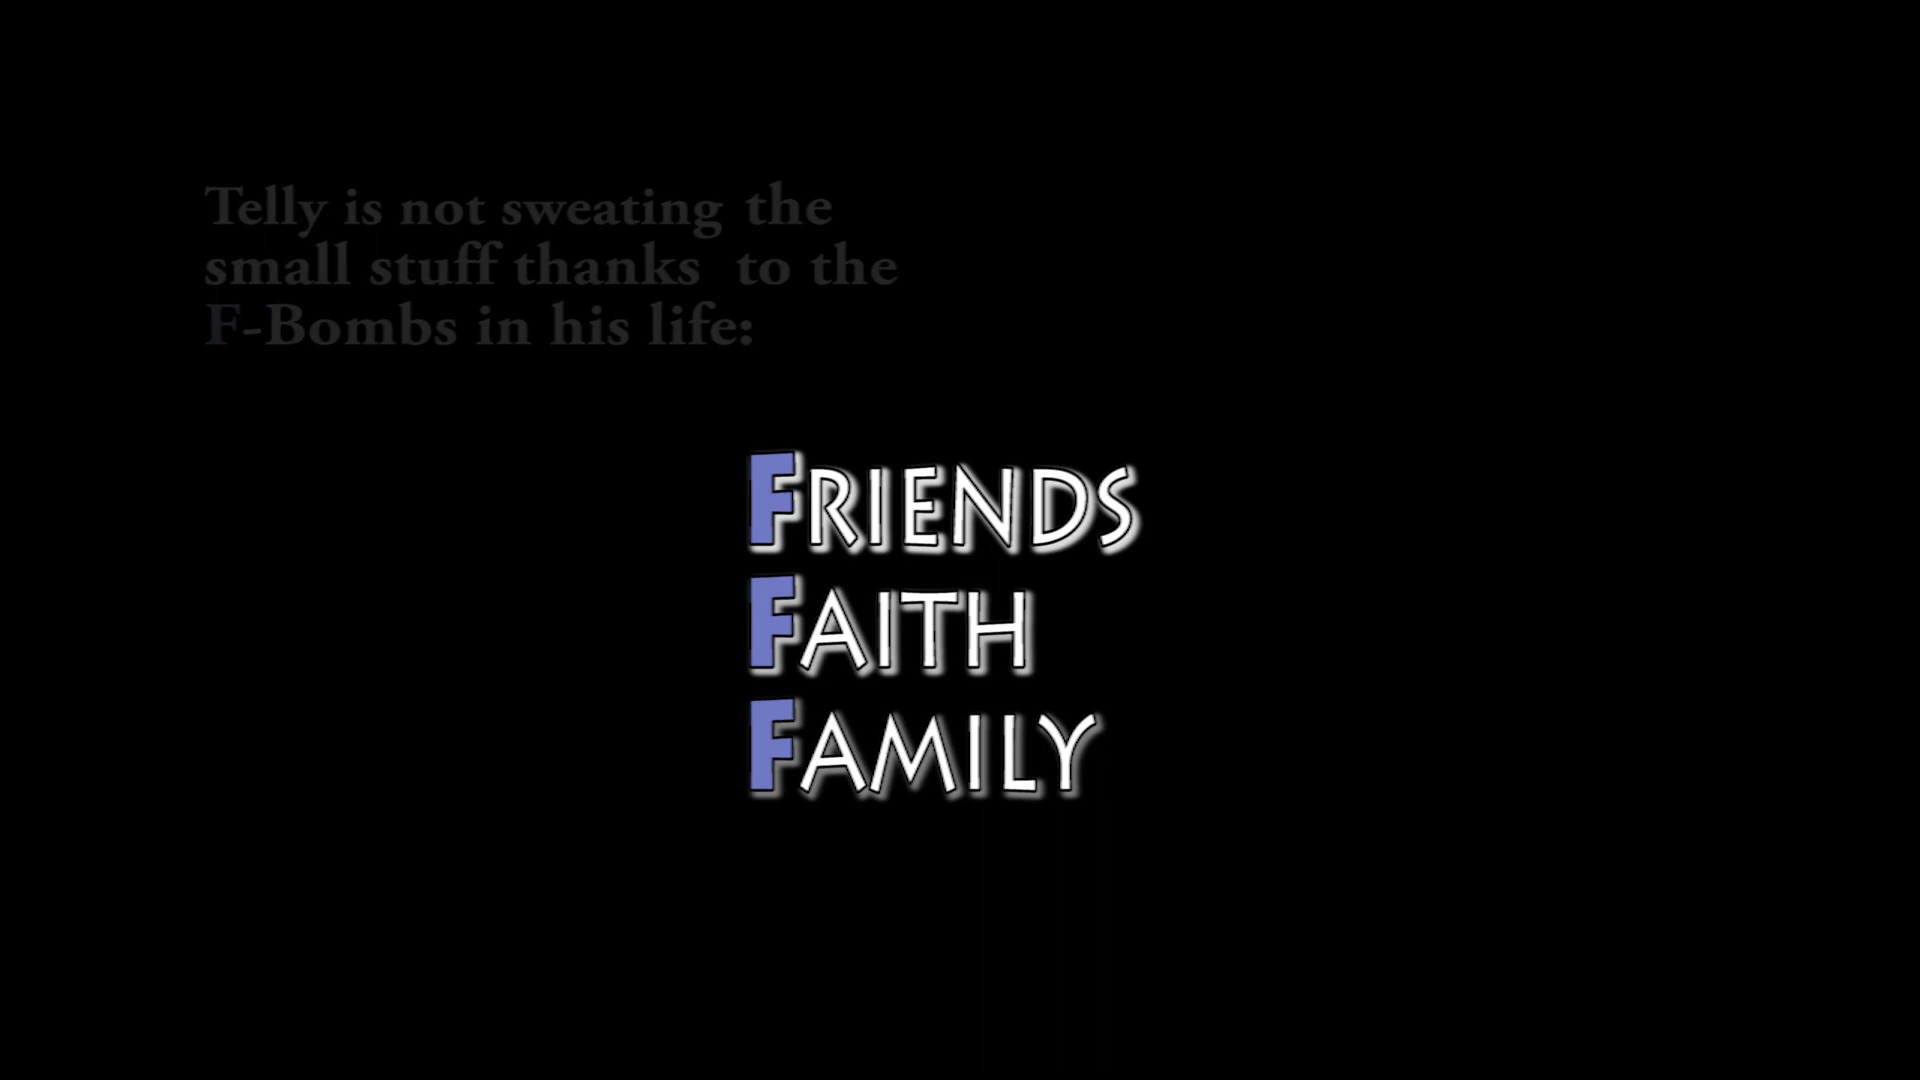 Telly is not sweating the
small stuff thanks to the
F-Bombs in his life:
FRIENDS
FAITH
FAMILY